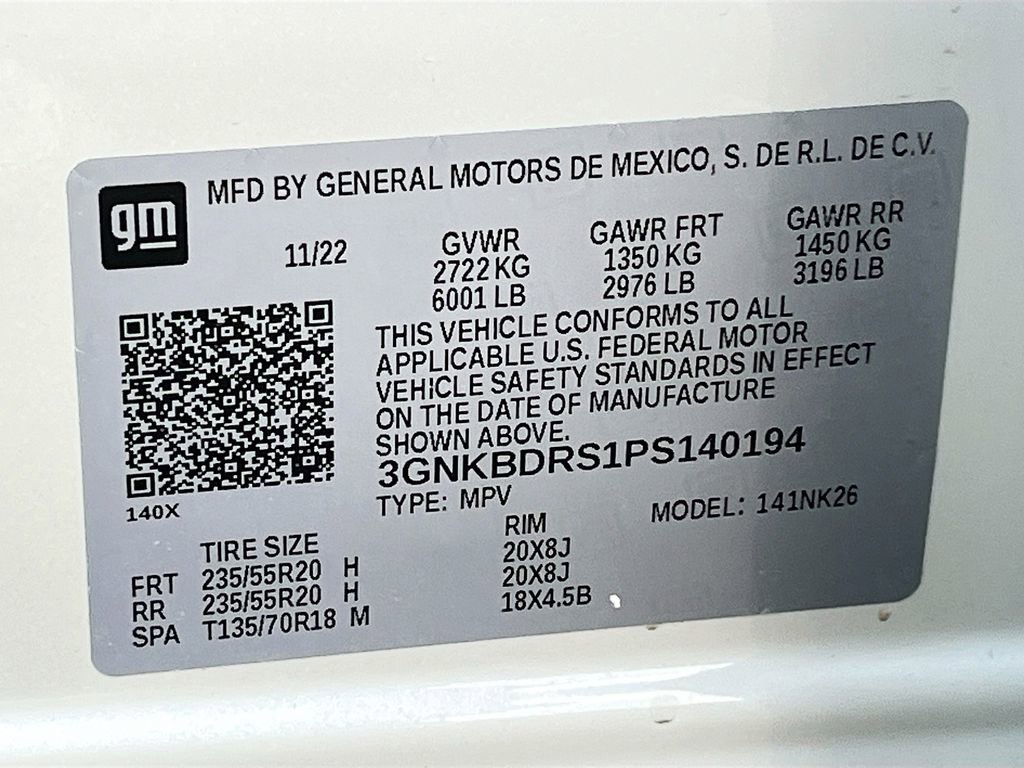 gm
MFD BY GENERAL MOTORS DE MEXICO, S. DE R.L. DE C.V.
11/22 GVWR GAWR FRT GAWR RR
2722 KG 1350 KG 1450 KG
6001 LB 2976 LB 3196 LB
THIS VEHICLE CONFORMS TO ALL
APPLICABLE U.S. FEDERAL MOTOR
VEHICLE SAFETY STANDARDS IN EFFECT
ON THE DATE OF MANUFACTURE
SHOWN ABOVE.
3GNKBDRS1PS140194
140X
TYPE: MPV MODEL: 141NK26
TIRE SIZE RIM
FRT 235/55R20 H 20X8J
RR 235/55R20 H 20X8J
SPA T135/70R18 M 18X4.5B